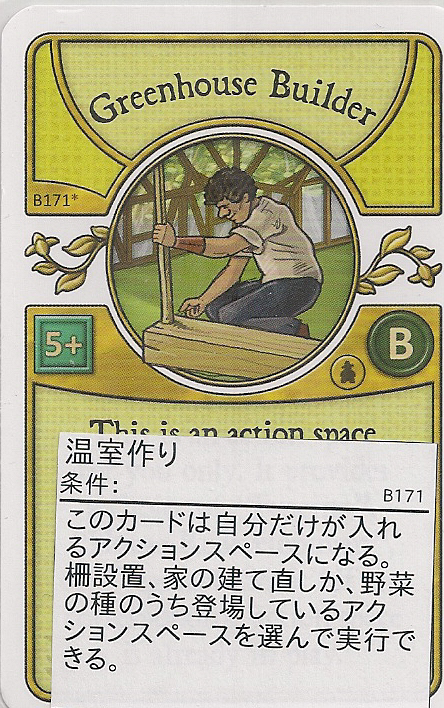 Greenhouse Builder
B171*
5+
B
This is an action space
温室作り
条件:
B171
このカードは自分だけが入れ
るアクションスペースになる。
柵設置、家の建て直しか、野菜
の種のうち登場しているアク
ションスペースを選んで実行で
きる。